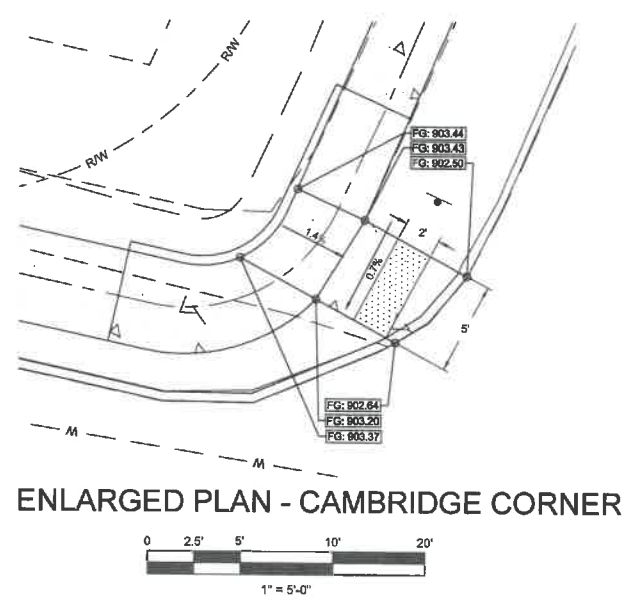 R/W
R/W
FG: 903.44
FG: 903.43
FG: 902.50
2'
1.4%
0.7%
5'
FG: 902.64
FG: 903.20
FG: 903.37
W
W
ENLARGED PLAN - CAMBRIDGE CORNER
0 2.5' 5' 10' 20'
1" = 5'-0"